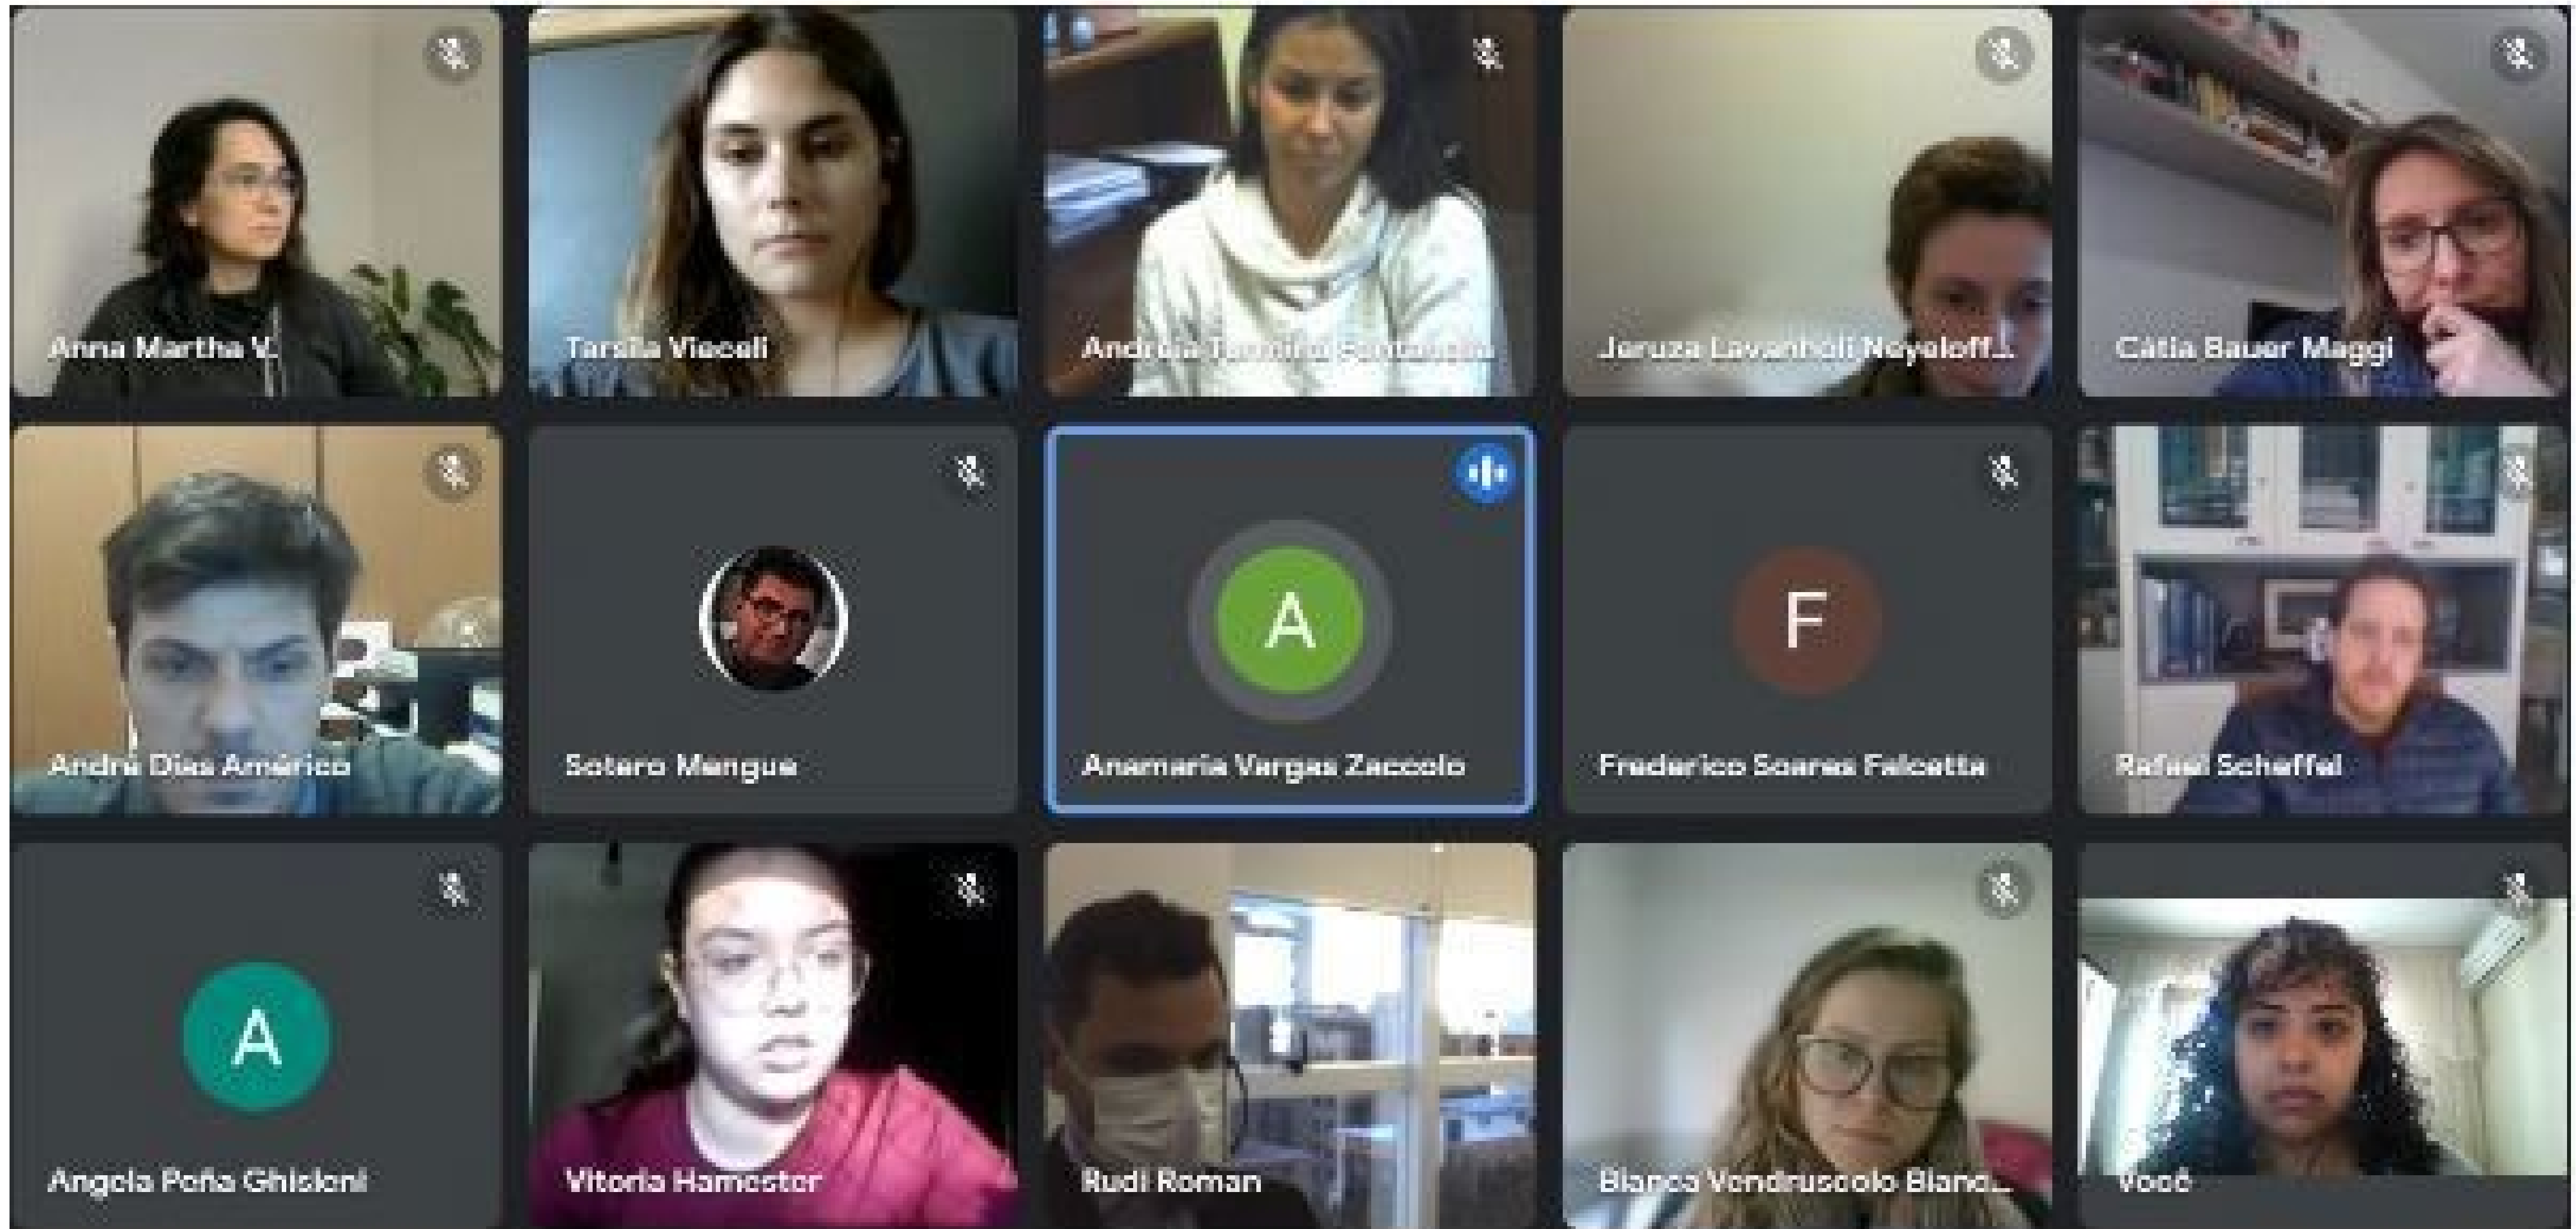 Anna Martha V.
Tarsila Vieceli
Andréia
Jeruza Lavanholi Neyeloff...
Cátia Bauer Maggi
André Dias Américo
Sotero Mengue
A
Anamaria Vargas Zaccolo
F
Frederico Soares Falcetta
Rafael Scheffel
A
Angela Peña Ghisleni
Vitoria Hamester
Rudi Roman
Bianca Vendruscolo Bianc...
Você